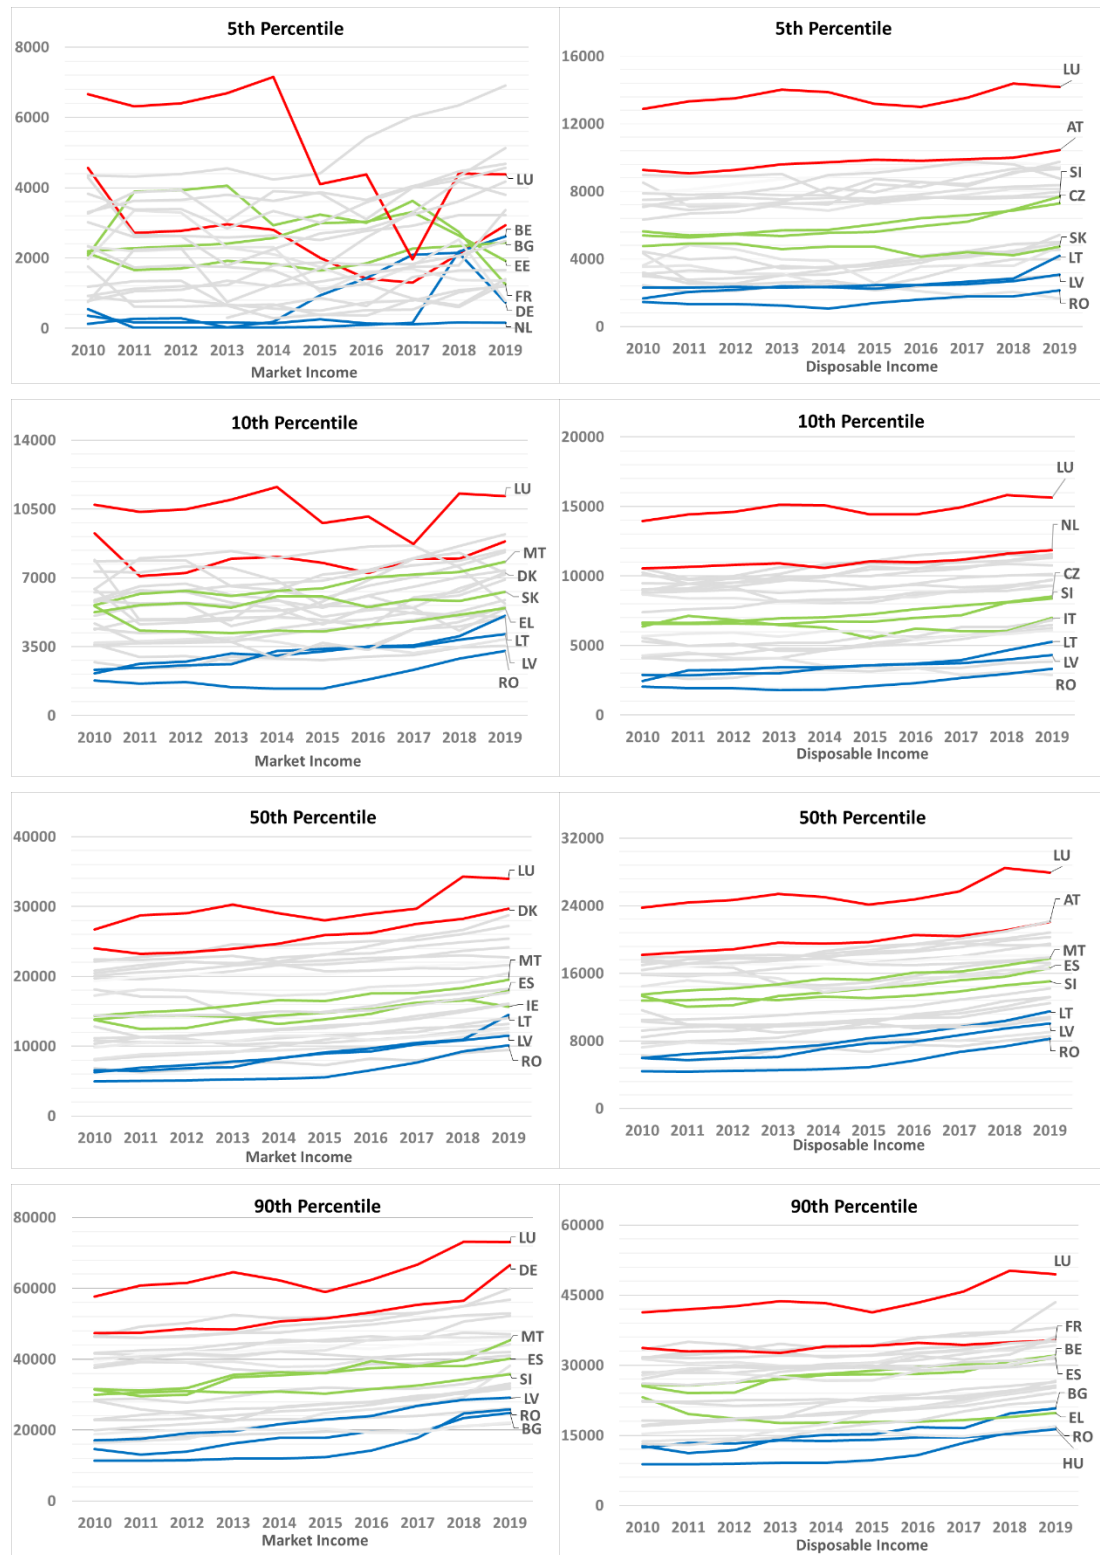 5th Percentile
8000
6000
4000
2000
0
LU
BE
BG
EE
FR
DE
NL
2010 2011 2012 2013 2014 2015 2016 2017 2018 2019
Market Income
5th Percentile
16000
12000
8000
4000
0
LU
AT
SI
CZ
SK
LT
LV
RO
2010 2011 2012 2013 2014 2015 2016 2017 2018 2019
Disposable Income
10th Percentile
14000
10500
7000
3500
0
LU
MT
DK
SK
EL
LT
LV
RO
2010 2011 2012 2013 2014 2015 2016 2017 2018 2019
Market Income
10th Percentile
20000
15000
10000
5000
0
LU
NL
CZ
SI
IT
LT
LV
RO
2010 2011 2012 2013 2014 2015 2016 2017 2018 2019
Disposable Income
50th Percentile
40000
30000
20000
10000
0
LU
DK
MT
ES
IE
LT
LV
RO
2010 2011 2012 2013 2014 2015 2016 2017 2018 2019
Market Income
50th Percentile
32000
24000
16000
8000
0
LU
AT
MT
ES
SI
LT
LV
RO
2010 2011 2012 2013 2014 2015 2016 2017 2018 2019
Disposable Income
90th Percentile
80000
60000
40000
20000
0
LU
DE
MT
ES
SI
LV
RO
BG
2010 2011 2012 2013 2014 2015 2016 2017 2018 2019
Market Income
90th Percentile
60000
45000
30000
15000
0
LU
FR
BE
ES
BG
EL
RO
HU
2010 2011 2012 2013 2014 2015 2016 2017 2018 2019
Disposable Income